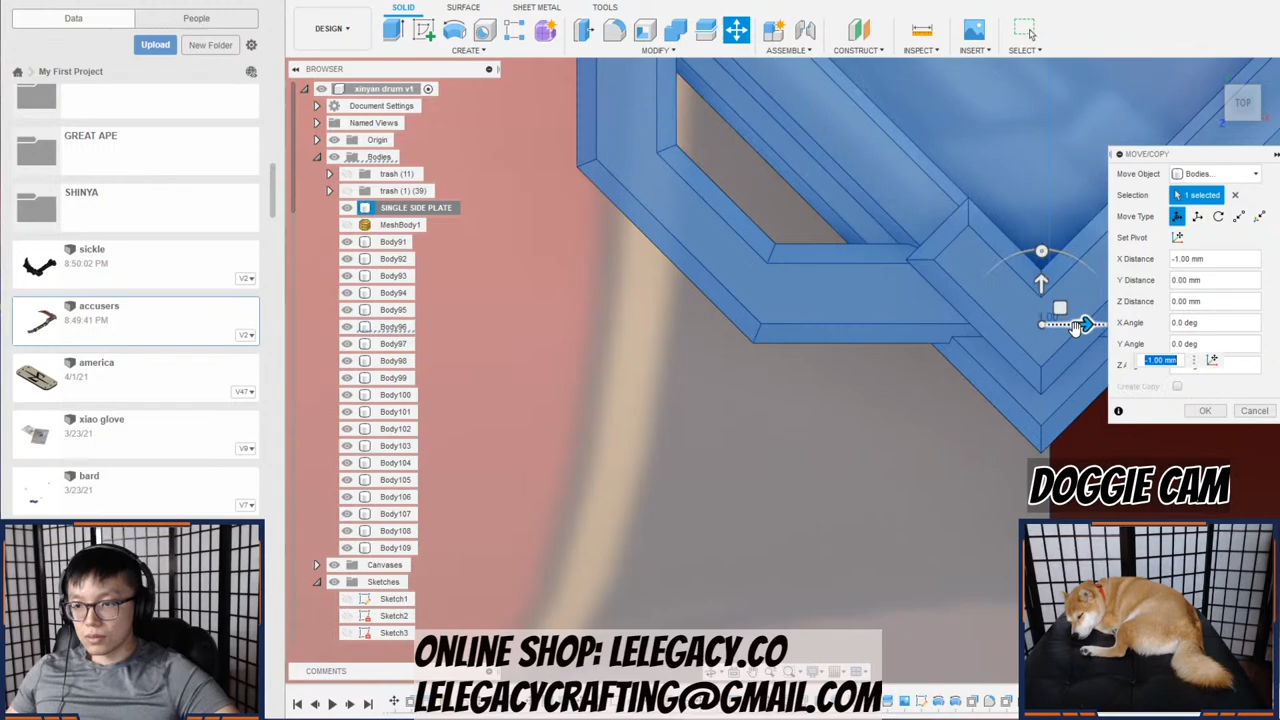 Data
People
Upload
New Folder
My First Project
GREAT APE
SHINYA
sickle
8:50:02 PM
V2
accusers
8:49:41 PM
V2
america
4/1/21
V47
xiao glove
3/23/21
V9
bard
3/23/21
V7
DESIGN
SOLID
SURFACE
SHEET METAL
TOOLS
CREATE
MODIFY
ASSEMBLE
CONSTRUCT
INSPECT
INSERT
SELECT
BROWSER
xinyan drum v1
Document Settings
Named Views
Origin
Bodies
trash (11)
trash (1) (39)
SINGLE SIDE PLATE
MeshBody1
Body91
Body92
Body93
Body94
Body95
Body96
Body97
Body98
Body99
Body100
Body101
Body102
Body103
Body104
Body105
Body106
Body107
Body108
Body109
Canvases
Sketches
Sketch1
Sketch2
Sketch3
COMMENTS
TOP
1.00
MOVE/COPY
Move Object
Bodies...
Selection
1 selected
Move Type
Set Pivot
X Distance
-1.00 mm
Y Distance
0.00 mm
Z Distance
0.00 mm
X Angle
0.0 deg
Y Angle
0.0 deg
-1.00 mm
Create Copy
OK
Cancel
DOGGIE CAM
ONLINE SHOP: LELEGACY.CO
LELEGACYCRAFTING@GMAIL.COM